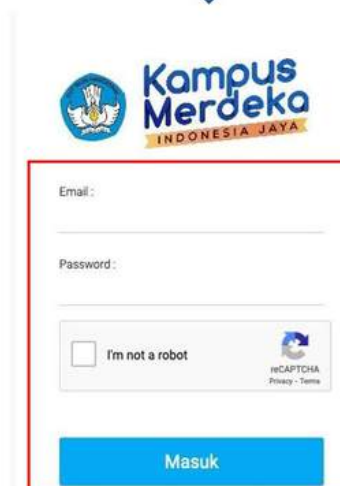 Kampus
Merdeka
INDONESIA JAYA
Email :
Password :
I'm not a robot
reCAPTCHA
Privacy - Terms
Masuk